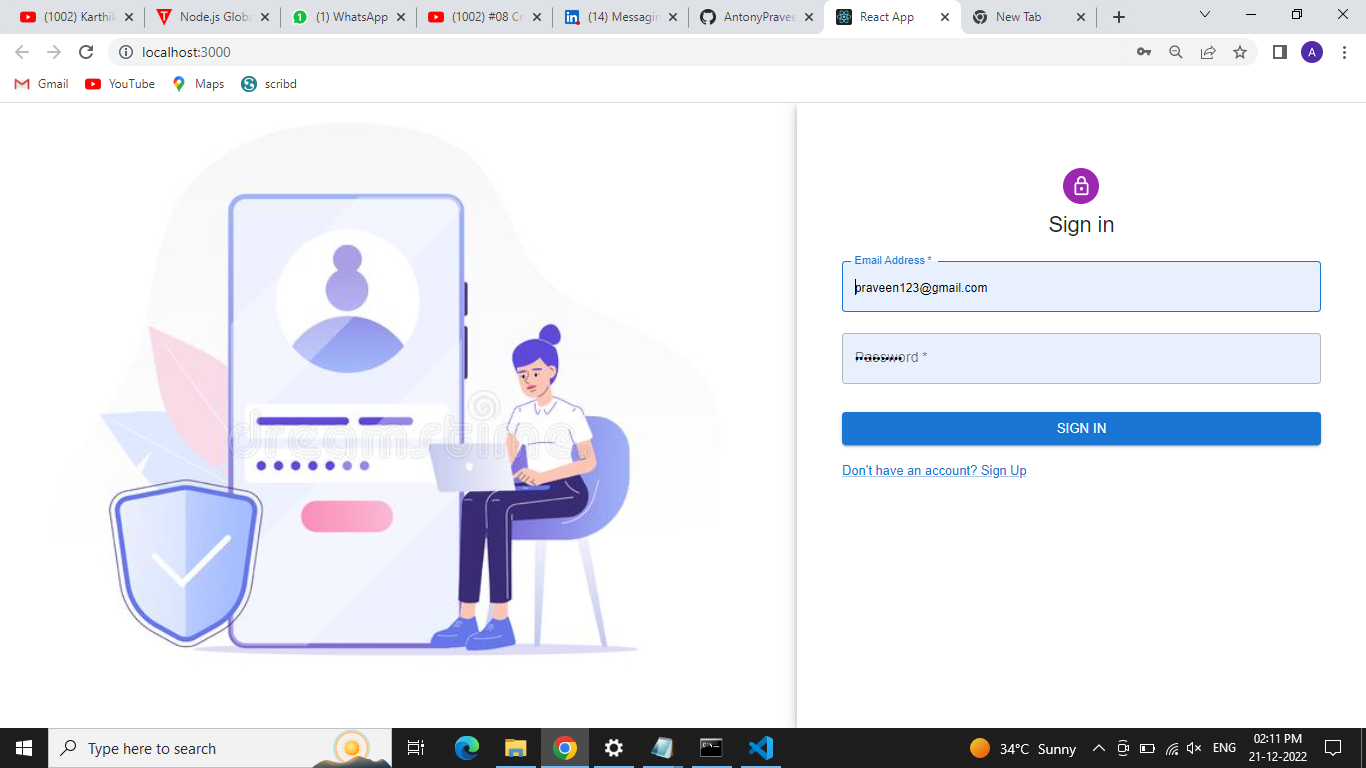 (1002) Karthik
Node.js Globa
(1) WhatsApp
(1002) #08 Cr
(14) Messagin
AntonyPravee
React App
New Tab
localhost:3000
A
Gmail
YouTube
Maps
scribd
dreamstime
Sign in
Email Address *
praveen123@gmail.com
Password *
SIGN IN
Don't have an account? Sign Up
Type here to search
34°C Sunny
ENG
02:11 PM
21-12-2022